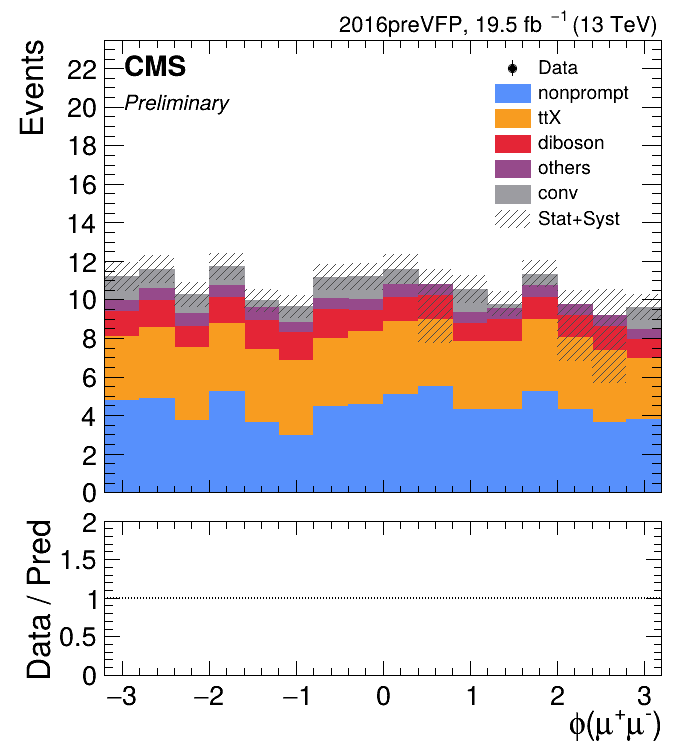 2016preVFP, 19.5 fb⁻¹ (13 TeV)
CMS
Preliminary
Events
22
20
18
16
14
12
10
8
6
4
2
0
Data
nonprompt
ttX
diboson
others
conv
Stat+Syst
Data / Pred
2
1.5
1
0.5
0
−3 −2 −1 0 1 2 3
ϕ(μ⁺μ⁻)